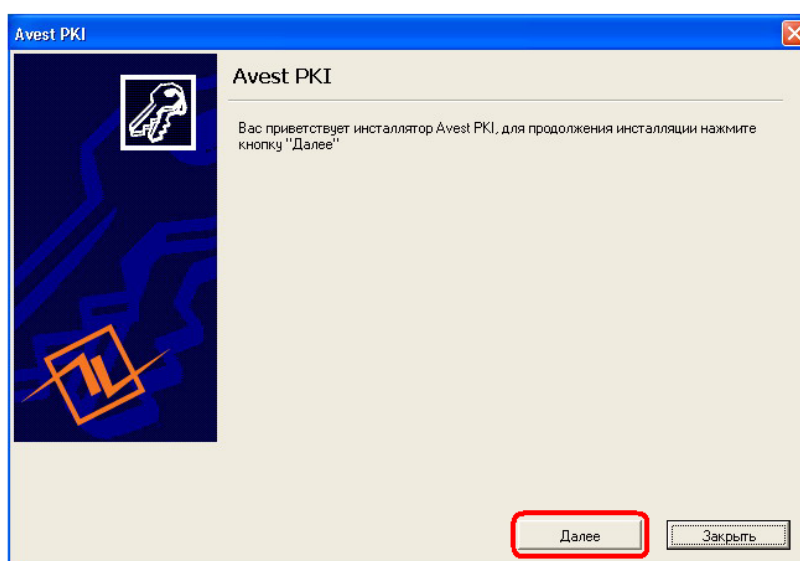 Avest PKI
Avest PKI
Вас приветствует инсталлятор Avest PKI, для продолжения инсталляции нажмите
кнопку "Далее"
Далее
Закрыть